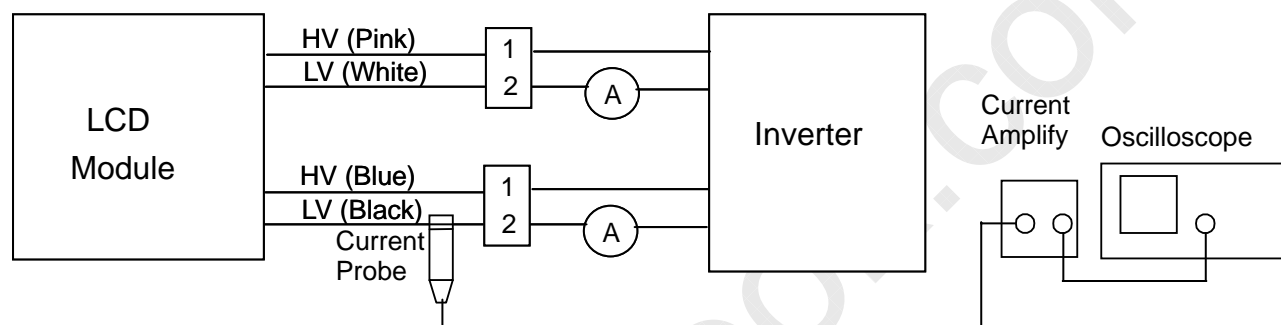 LCD
Module
HV (Pink)
LV (White)
1
2
A
HV (Blue)
LV (Black)
1
2
A
Current
Probe
Inverter
Current
Amplify
Oscilloscope